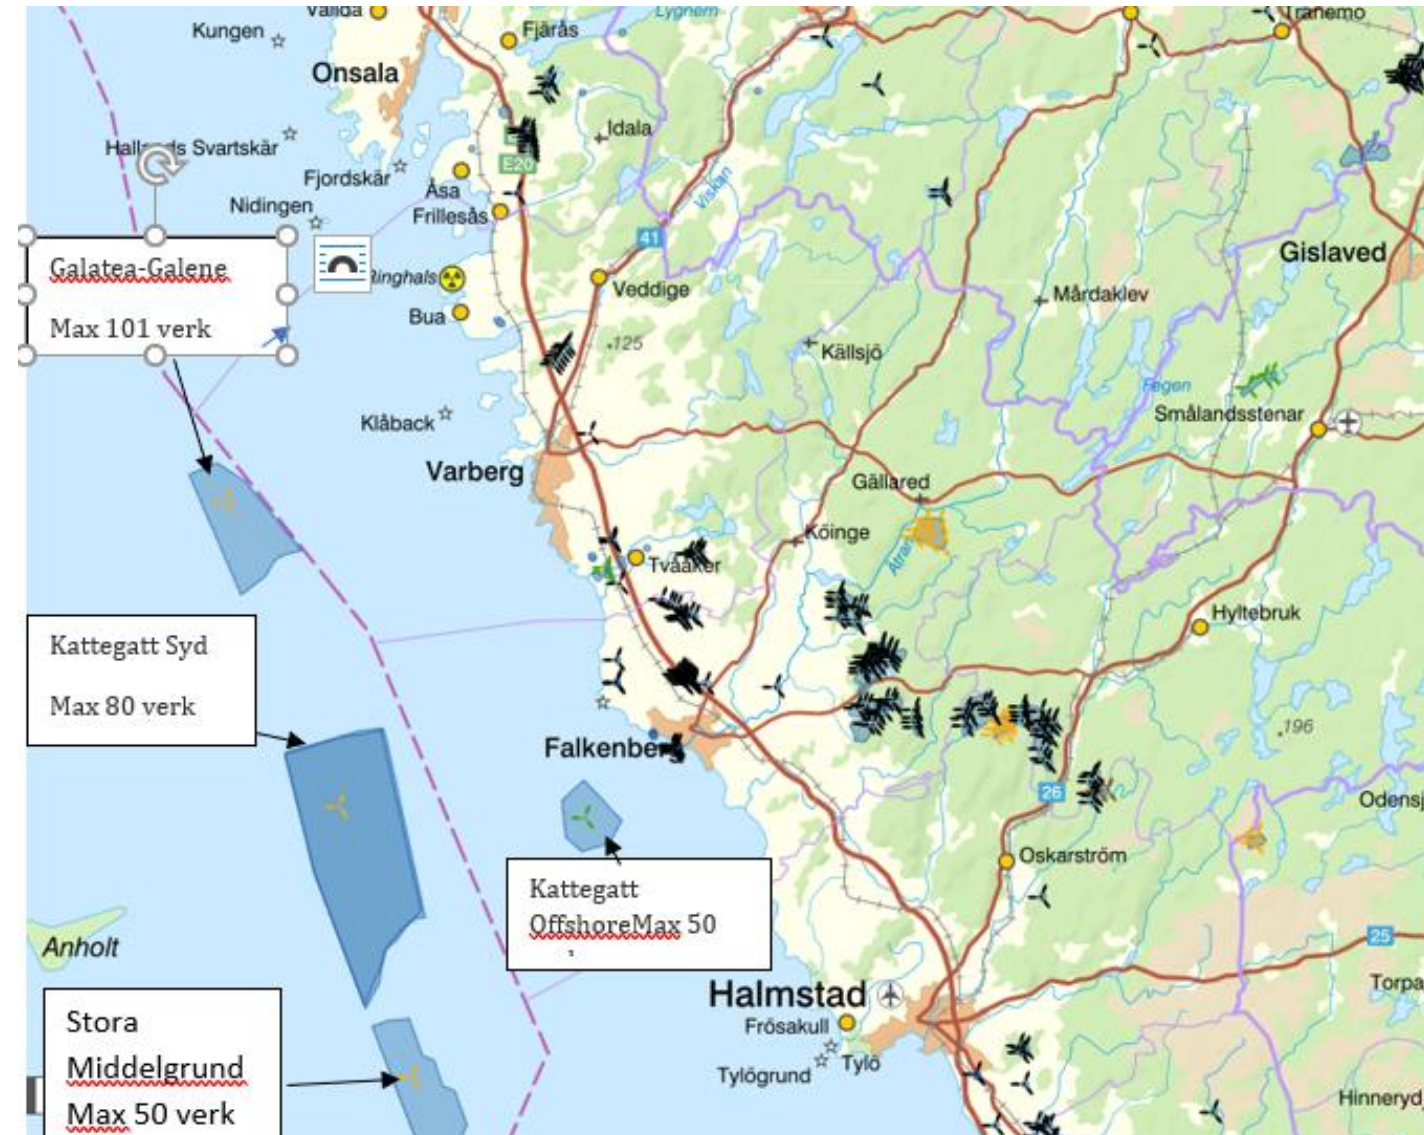 Vallda
Kungen
Fjärås
Lygnern
Tranemo
Onsala
Idala
E20
Hallands Svartskär
Fjordskär
Åsa
Frillesås
Nidingen
Viskan
41
Galatea-Galene
Max 101 verk
Ringhals
Bua
Veddige
Gislaved
Mårdaklev
125
Källsjö
Fegen
Smålandsstenar
Klåback
Varberg
Gällared
Köinge
Ätran
Tvååker
Hyltebruk
Kattegatt Syd
Max 80 verk
196
Falkenberg
26
Odensj
Oskarström
Kattegatt
OffshoreMax 50
Anholt
25
Torpa
Halmstad
Frösakull
Tylö
Tylögrund
Stora
Middelgrund
Max 50 verk
Hinneryd